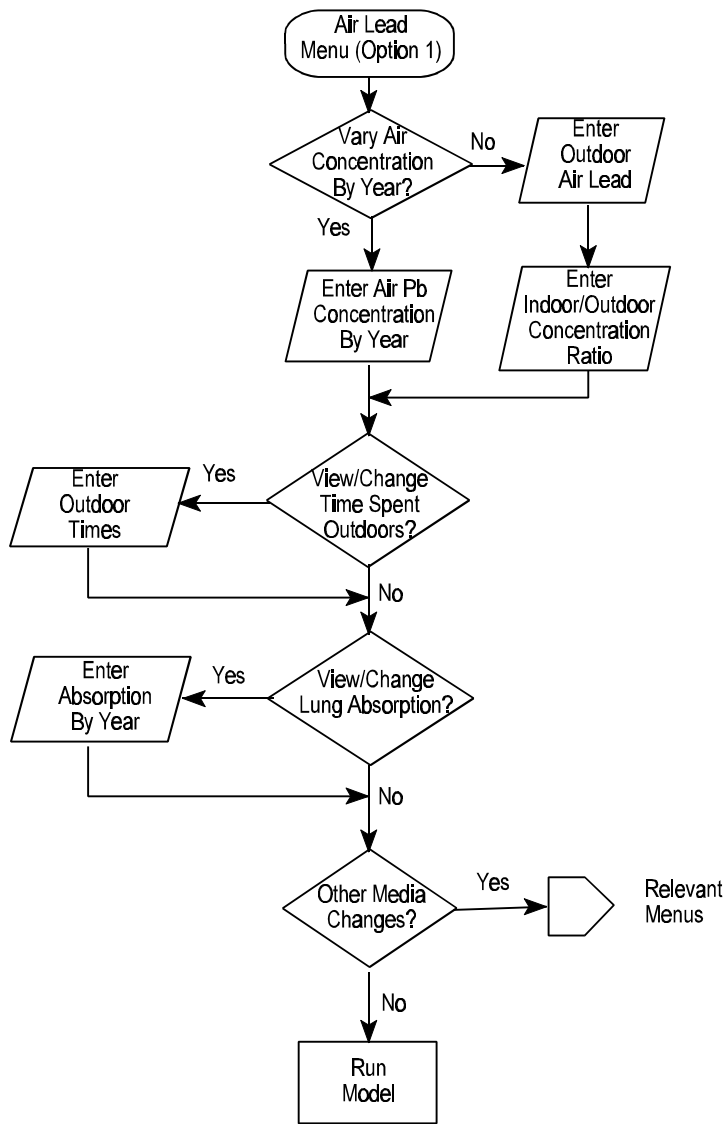 Air Lead
Menu (Option 1)
Vary Air
Concentration
By Year?
No
Enter
Outdoor
Air Lead
Yes
Enter Air Pb
Concentration
By Year
Enter
Indoor/Outdoor
Concentration
Ratio
View/Change
Time Spent
Outdoors?
Yes
Enter
Outdoor
Times
No
View/Change
Lung Absorption?
Yes
Enter
Absorption
By Year
No
Other Media
Changes?
Yes
Relevant
Menus
No
Run
Model